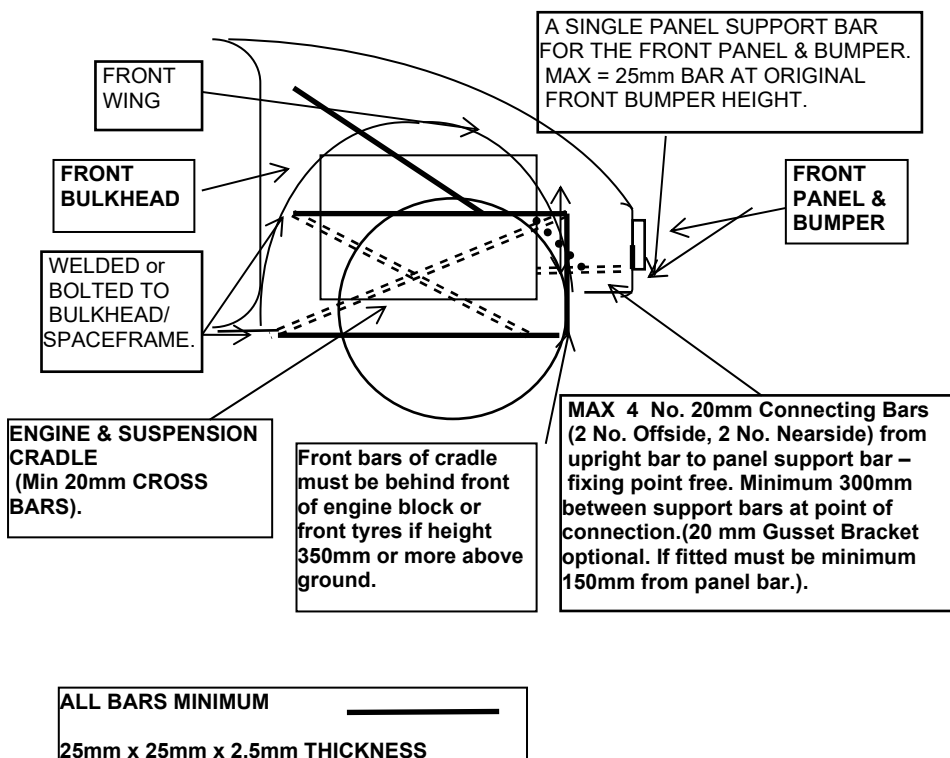 A SINGLE PANEL SUPPORT BAR
FOR THE FRONT PANEL & BUMPER.
MAX = 25mm BAR AT ORIGINAL
FRONT BUMPER HEIGHT.
FRONT
WING
FRONT
BULKHEAD
FRONT
PANEL &
BUMPER
WELDED or
BOLTED TO
BULKHEAD/
SPACEFRAME.
ENGINE & SUSPENSION
CRADLE
(Min 20mm CROSS
BARS).
Front bars of cradle
must be behind front
of engine block or
front tyres if height
350mm or more above
ground.
MAX 4 No. 20mm Connecting Bars
(2 No. Offside, 2 No. Nearside) from
upright bar to panel support bar –
fixing point free. Minimum 300mm
between support bars at point of
connection.(20 mm Gusset Bracket
optional. If fitted must be minimum
150mm from panel bar.).
ALL BARS MINIMUM
25mm x 25mm x 2.5mm THICKNESS